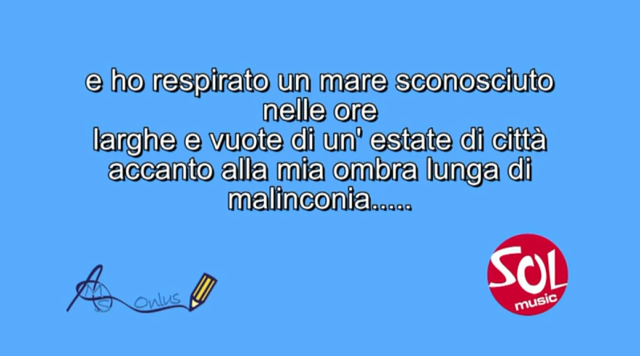 e ho respirato un mare sconosciuto
nelle ore
larghe e vuote di un' estate di città
accanto alla mia ombra lunga di
malinconia.....
onlus
SOL
music